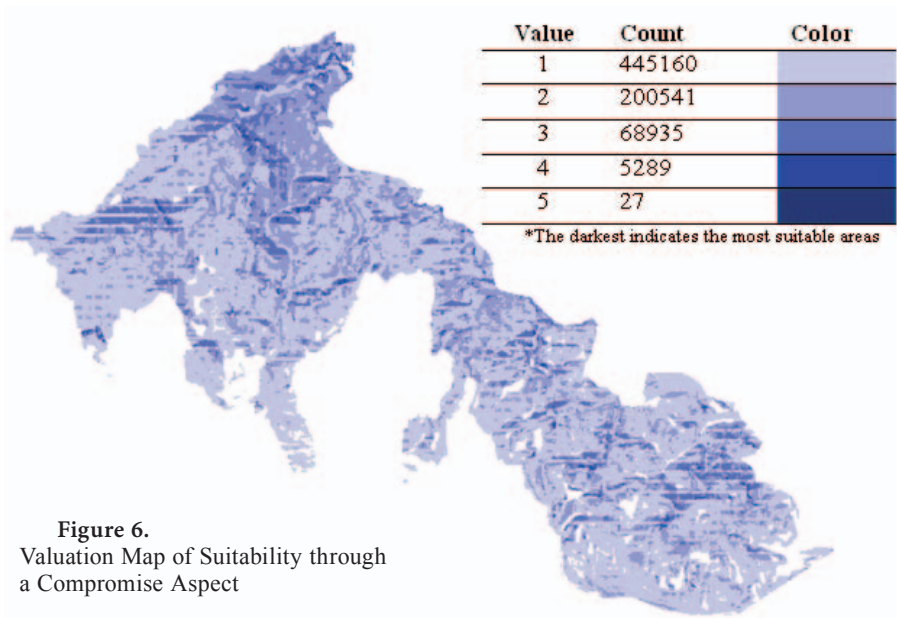 Value Count Color
1 445160
2 200541
3 68935
4 5289
5 27
*The darkest indicates the most suitable areas
Figure 6.
Valuation Map of Suitability through
a Compromise Aspect